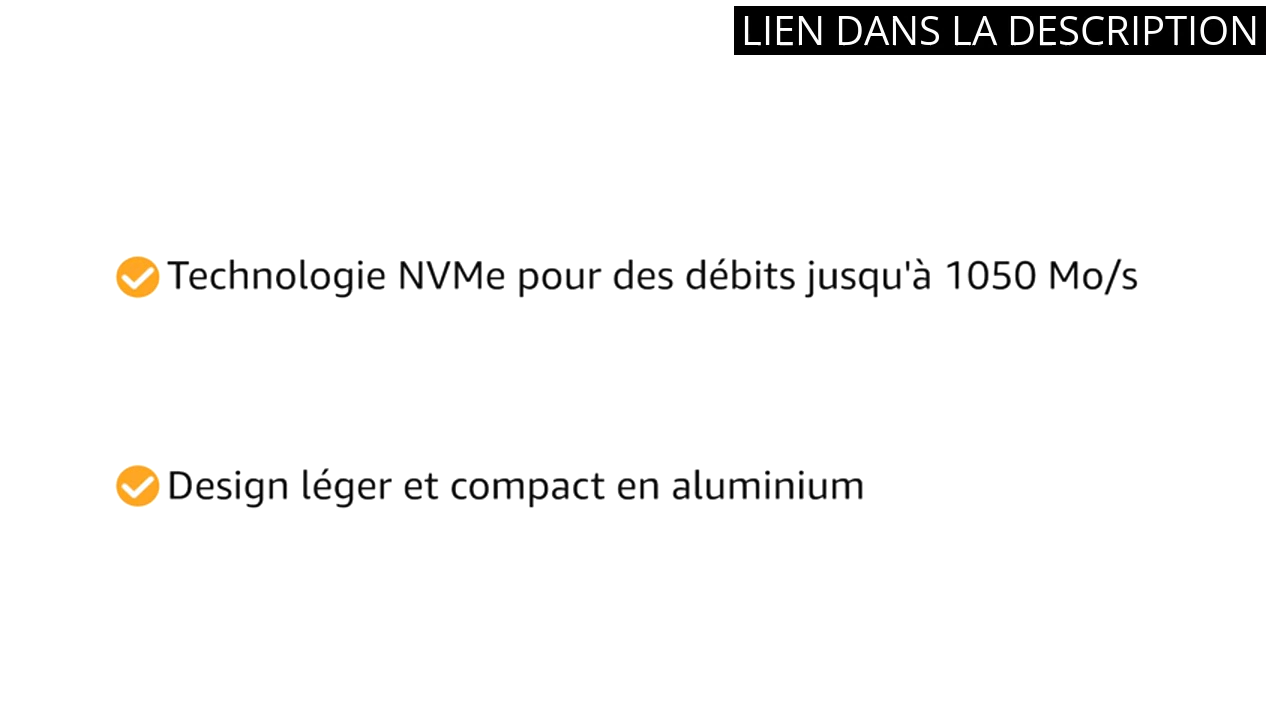 LIEN DANS LA DESCRIPTION
Technologie NVMe pour des débits jusqu'à 1050 Mo/s
Design léger et compact en aluminium